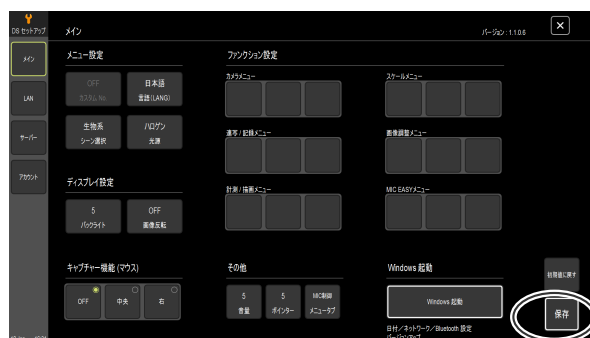 DS セットアップ
メイン
バージョン : 1.1.0.6
メイン
LAN
サーバー
アカウント
メニュー設定
OFF
カスタム No.
日本語
言語(LANG)
生物系
シーン選択
ハロゲン
光源
ディスプレイ設定
5
バックライト
OFF
画像反転
キャプチャー機能 (マウス)
OFF
中央
右
ファンクション設定
カメラメニュー
スケールメニュー
連写 / 記録メニュー
画像調整メニュー
計測 / 描画メニュー
MIC EASYメニュー
その他
5
音量
5
ポインター
MIC制御
メニュータブ
Windows 起動
Windows 起動
日付／ネットワーク／Bluetooth 設定
バージョンアップ
初期値に戻す
保存